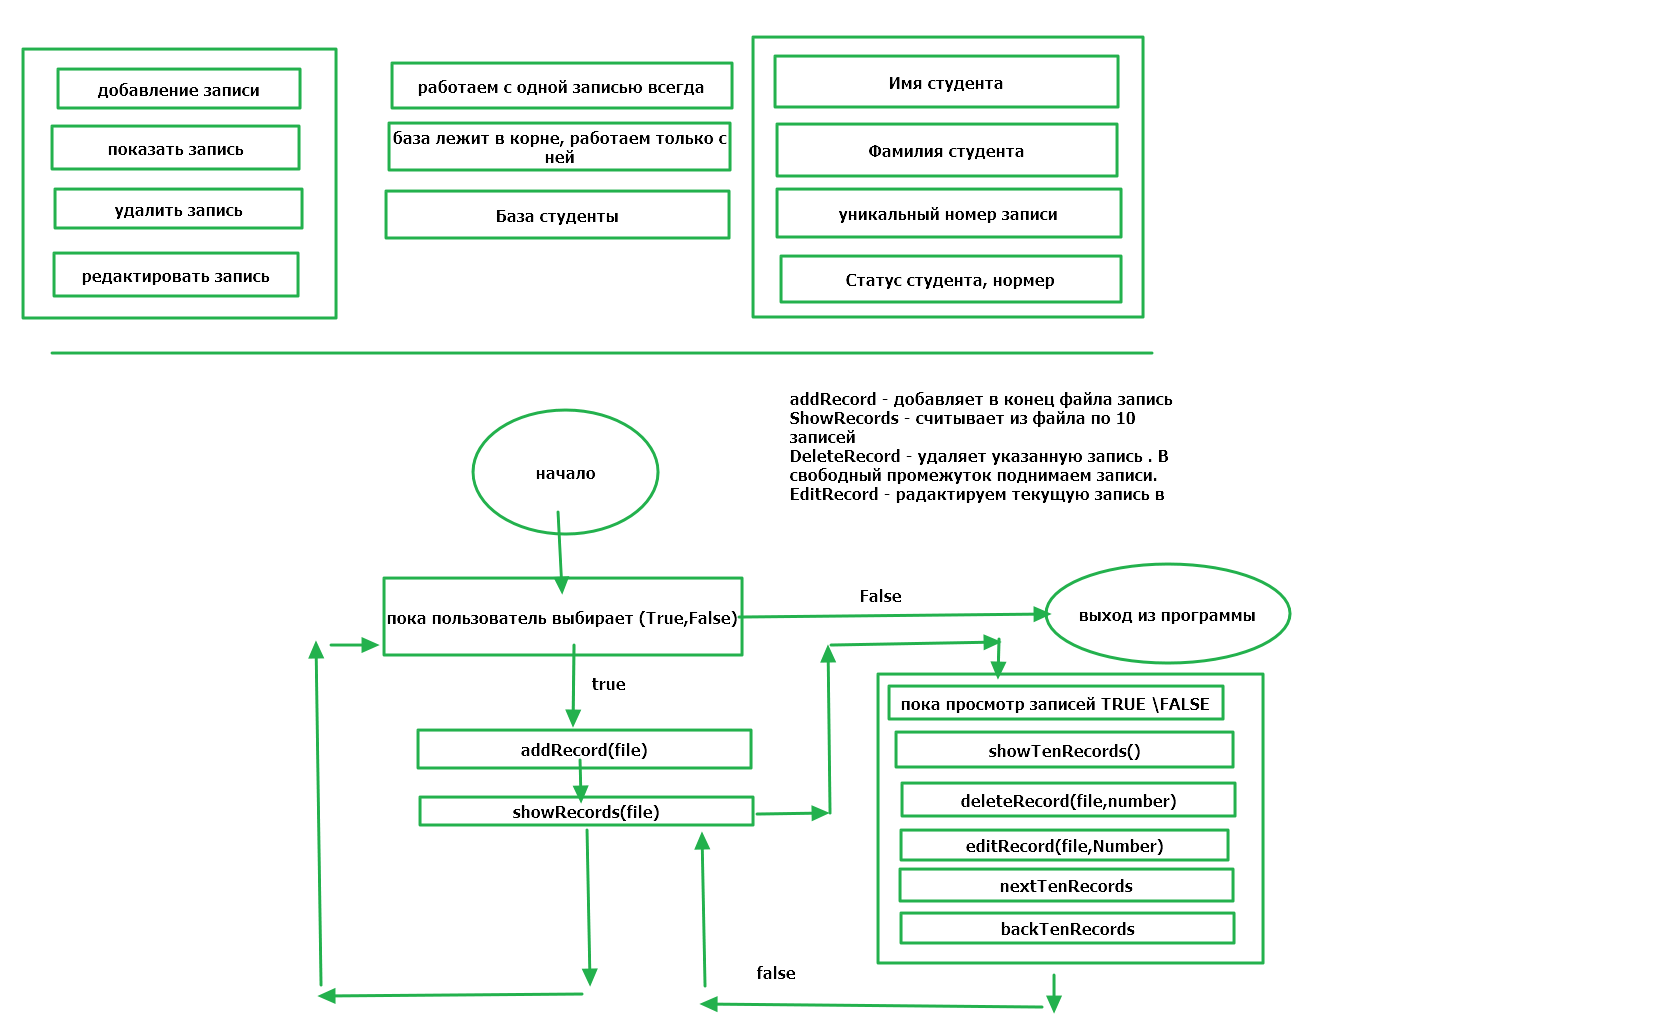 добавление записи
показать запись
удалить запись
редактировать запись
работаем с одной записью всегда
база лежит в корне, работаем только с
ней
База студенты
Имя студента
Фамилия студента
уникальный номер записи
Статус студента, нормер
addRecord - добавляет в конец файла запись
ShowRecords - считывает из файла по 10
записей
DeleteRecord - удаляет указанную запись . В
свободный промежуток поднимаем записи.
EditRecord - радактируем текущую запись в
начало
пока пользователь выбирает (True,False)
False
выход из программы
true
addRecord(file)
showRecords(file)
пока просмотр записей TRUE \FALSE
showTenRecords()
deleteRecord(file,number)
editRecord(file,Number)
nextTenRecords
backTenRecords
false